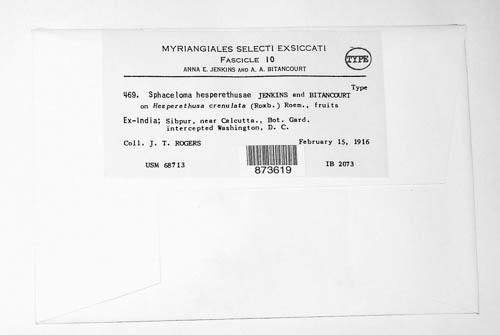 MYRIANGIALES SELECTI EXSICCATI
FASCICLE 10
ANNA E. JENKINS AND A. A. BITANCOURT
TYPE
Type
469. Sphaceloma hesperethusae JENKINS and BITANCOURT
on Hesperethusa crenulata (Roxb.) Roem., fruits
Ex-India; Sibpur, near Calcutta., Bot. Gard.
intercepted Washington, D. C.
Coll. J. T. ROGERS February 15, 1916
USM 68713 IB 2073
873619